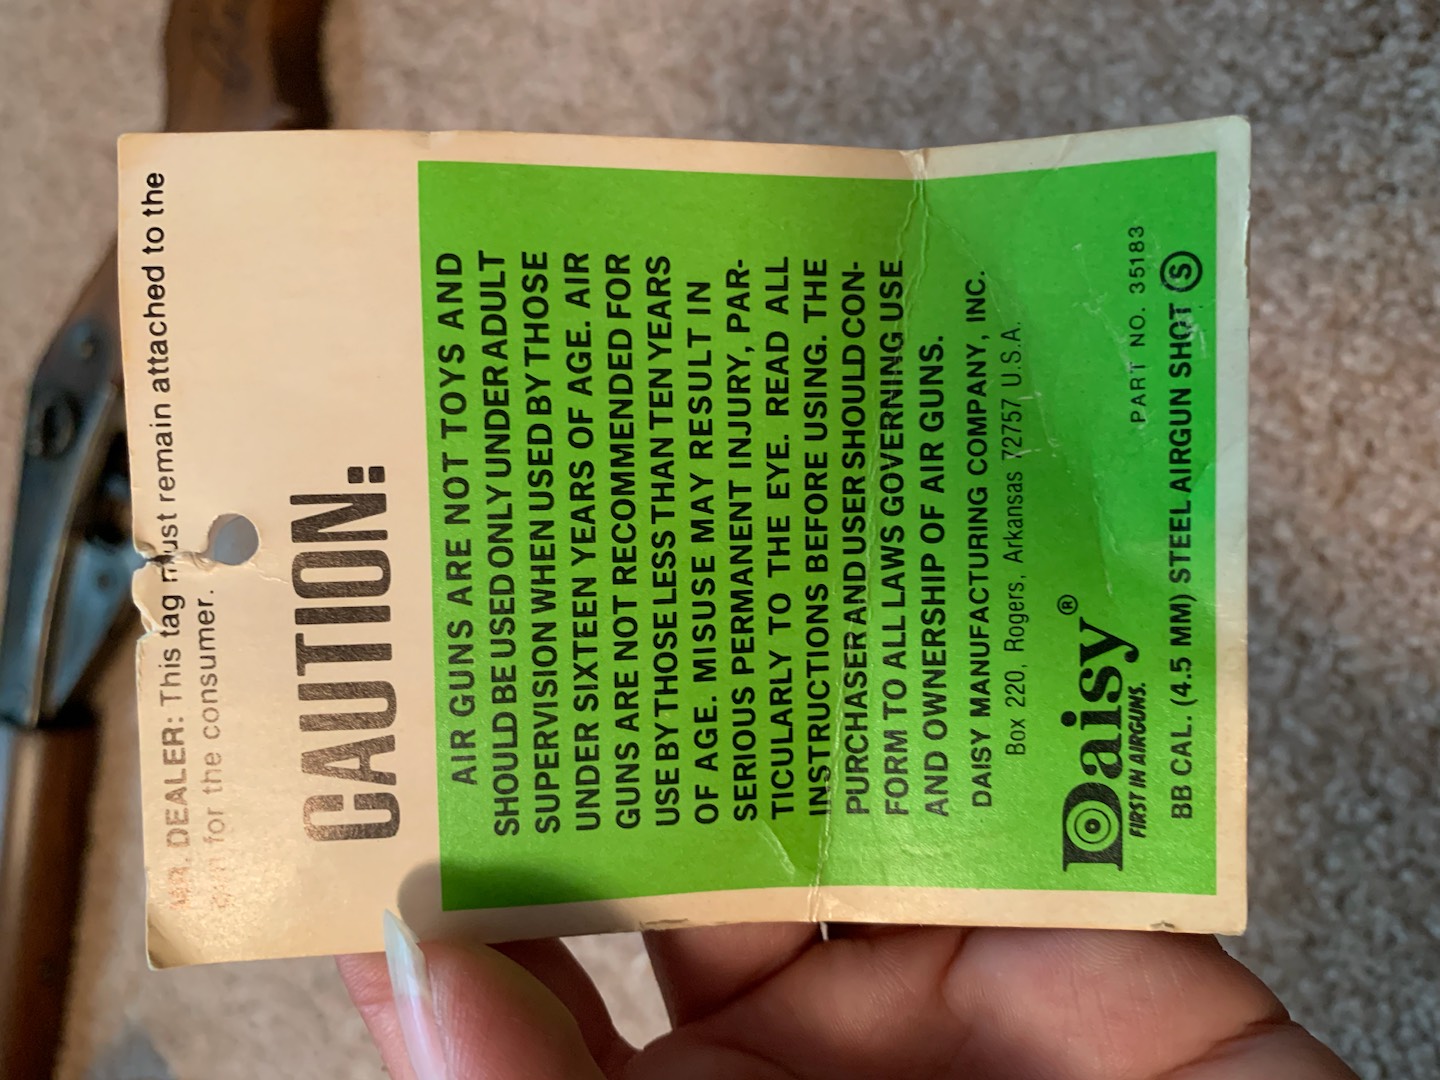 DEALER: This tag must remain attached to the
for the consumer.
CAUTION:
AIR GUNS ARE NOT TOYS AND
SHOULD BE USED ONLY UNDER ADULT
SUPERVISION WHEN USED BY THOSE
UNDER SIXTEEN YEARS OF AGE. AIR
GUNS ARE NOT RECOMMENDED FOR
USE BY THOSE LESS THAN TEN YEARS
OF AGE. MISUSE MAY RESULT IN
SERIOUS PERMANENT INJURY, PAR-
TICULARLY TO THE EYE. READ ALL
INSTRUCTIONS BEFORE USING. THE
PURCHASER AND USER SHOULD CON-
FORM TO ALL LAWS GOVERNING USE
AND OWNERSHIP OF AIR GUNS.
DAISY MANUFACTURING COMPANY, INC.
Box 220, Rogers, Arkansas 72757 U.S.A.
Daisy®
FIRST IN AIRGUNS.
PART NO. 35183
BB CAL. (4.5 MM) STEEL AIRGUN SHOT Ⓢ